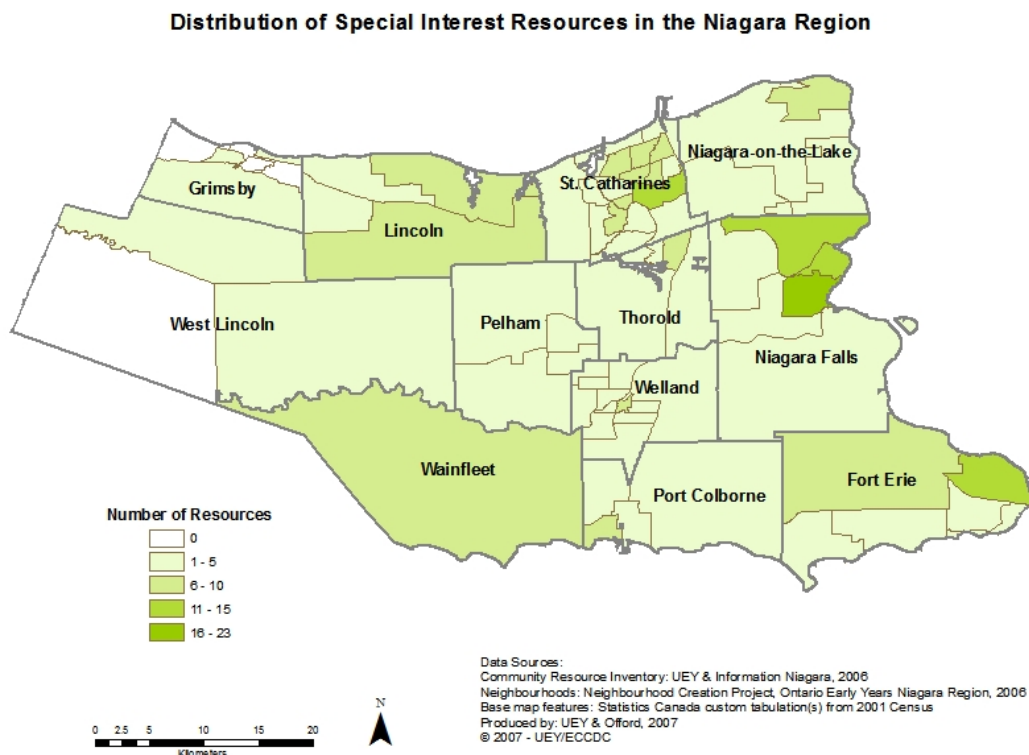 Distribution of Special Interest Resources in the Niagara Region
Niagara-on-the-Lake
Grimsby
St. Catharines
Lincoln
West Lincoln
Pelham
Thorold
Niagara Falls
Welland
Wainfleet
Fort Erie
Port Colborne
Number of Resources
0
1 - 5
6 - 10
11 - 15
16 - 23
Data Sources:
Community Resource Inventory: UEY & Information Niagara, 2006
Neighbourhoods: Neighbourhood Creation Project, Ontario Early Years Niagara Region, 2006
Base map features: Statistics Canada custom tabulation(s) from 2001 Census
Produced by: UEY & Offord, 2007
© 2007 - UEY/ECCDC
N
0 2.5 5 10 15 20
Kilometers